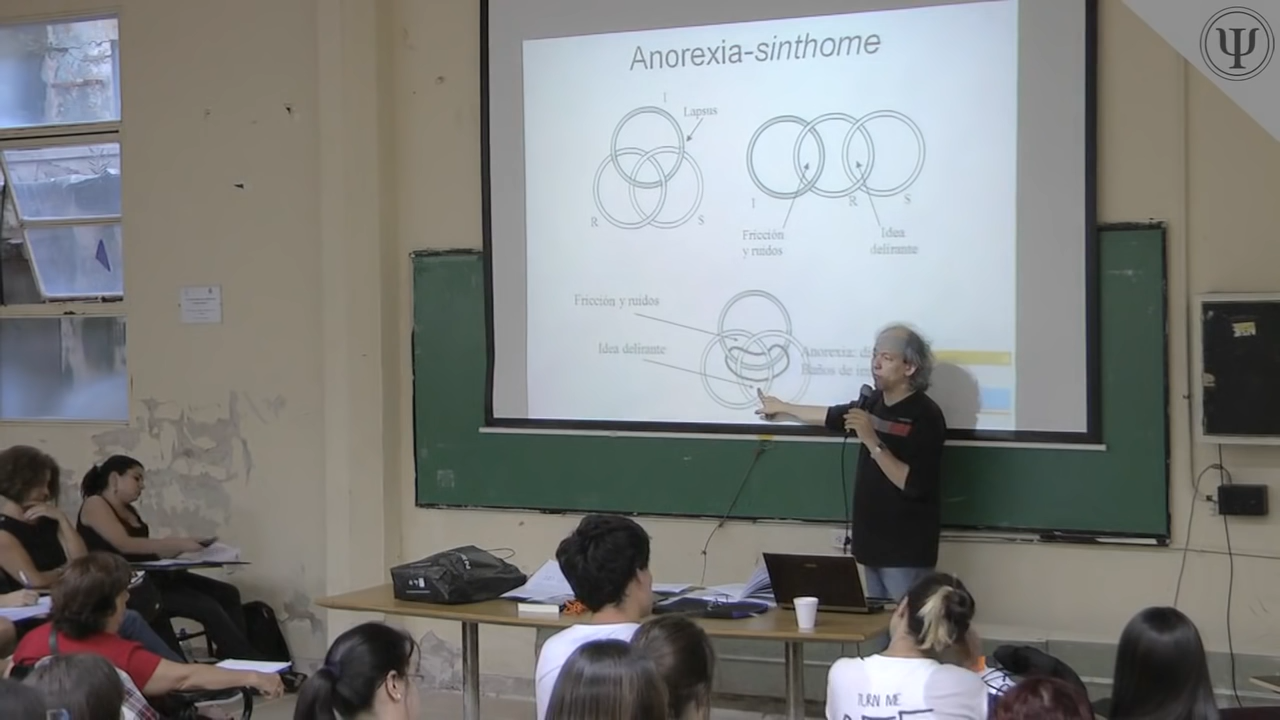 Anorexia-sinthome
I
Lapsus
R
S
I
R
S
Fricción
y ruidos
Idea
delirante
Fricción y ruidos
Idea delirante
Anorexia:
Baños de
TURN ME
Ψ